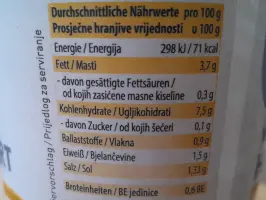 Durchschnittliche Nährwerte pro 100 g
Prosječne hranjive vrijednosti u 100 g
Energie / Energija 298 kJ / 71 kcal
Fett / Masti 3,7 g
- davon gesättigte Fettsäuren /
od kojih zasićene masne kiseline 0,3 g
Kohlenhydrate / Ugljikohidrati 7,5 g
- davon Zucker / od kojih šećeri 0,1 g
Ballaststoffe / Vlakna 0,9 g
Eiweiß / Bjelančevine 1,5 g
Salz / Sol 1,33 g
Broteinheiten / BE jedinice 0,6 BE
iervorschlag / Prijedlog za serviranje
T